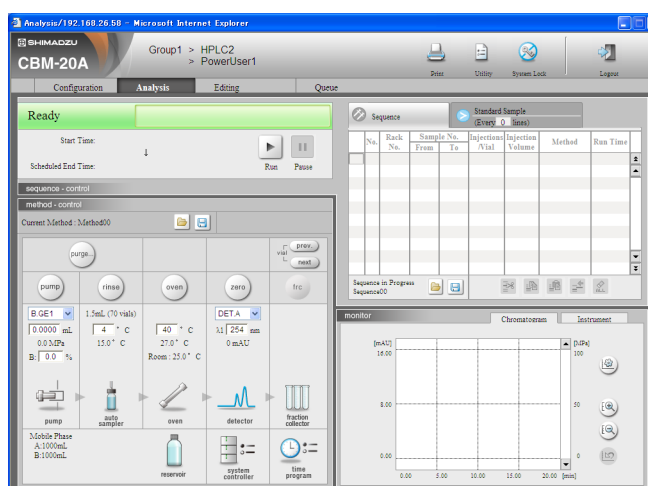 Analysis/192.168.26.58 - Microsoft Internet Explorer
SHIMADZU
CBM-20A
Group1 > HPLC2
> PowerUser1
Print
Utility
System Lock
Logout
Configuration
Analysis
Editing
Queue
Ready
Start Time:
↓
Scheduled End Time:
Run
Pause
sequence - control
method - control
Current Method : Method00
purge...
vial
prev.
next
pump
rinse
oven
zero
frc
B.GE1
1.5mL (70 vials)
DET.A
0.0000 mL
4 ° C
40 ° C
λ1 254 nm
0.0 MPa
15.0° C
27.0° C
0 mAU
B: 0.0 %
Room : 25.0° C
pump
auto sampler
oven
detector
fraction collector
Mobile Phase
A:1000mL
B:1000mL
reservoir
system controller
time program
Sequence
Standard Sample
(Every 0 lines)
No.
Rack No.
Sample No.
From
To
Injections /Vial
Injection Volume
Method
Run Time
Sequence in Progress
Sequence00
monitor
Chromatogram
Instrument
[mAU]
[MPa]
16.00
100
8.00
50
0.00
0
0.00 5.00 10.00 15.00 20.00 [min]